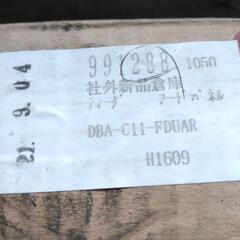 99 288 1050
社外新品倉庫
ティーダ フードパネル
DBA-C11-FDUAR
H1609
21. 9. 04